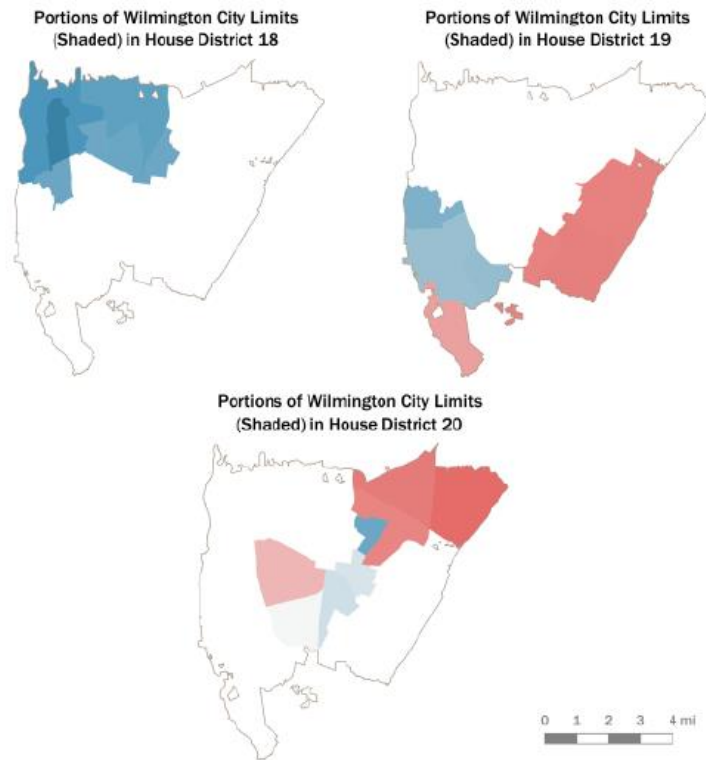 Portions of Wilmington City Limits
(Shaded) in House District 18
Portions of Wilmington City Limits
(Shaded) in House District 19
Portions of Wilmington City Limits
(Shaded) in House District 20
0 1 2 3 4 mi